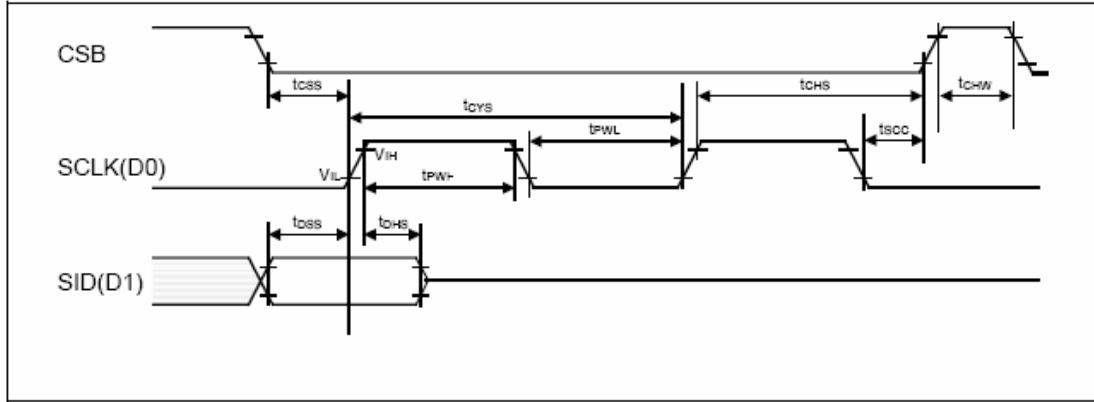 CSB
tCSS
tCYS
tCHS
tCHW
tPWL
tSCC
SCLK(D0)
VIL
VIH
tPWH
tDSS
tDHS
SID(D1)